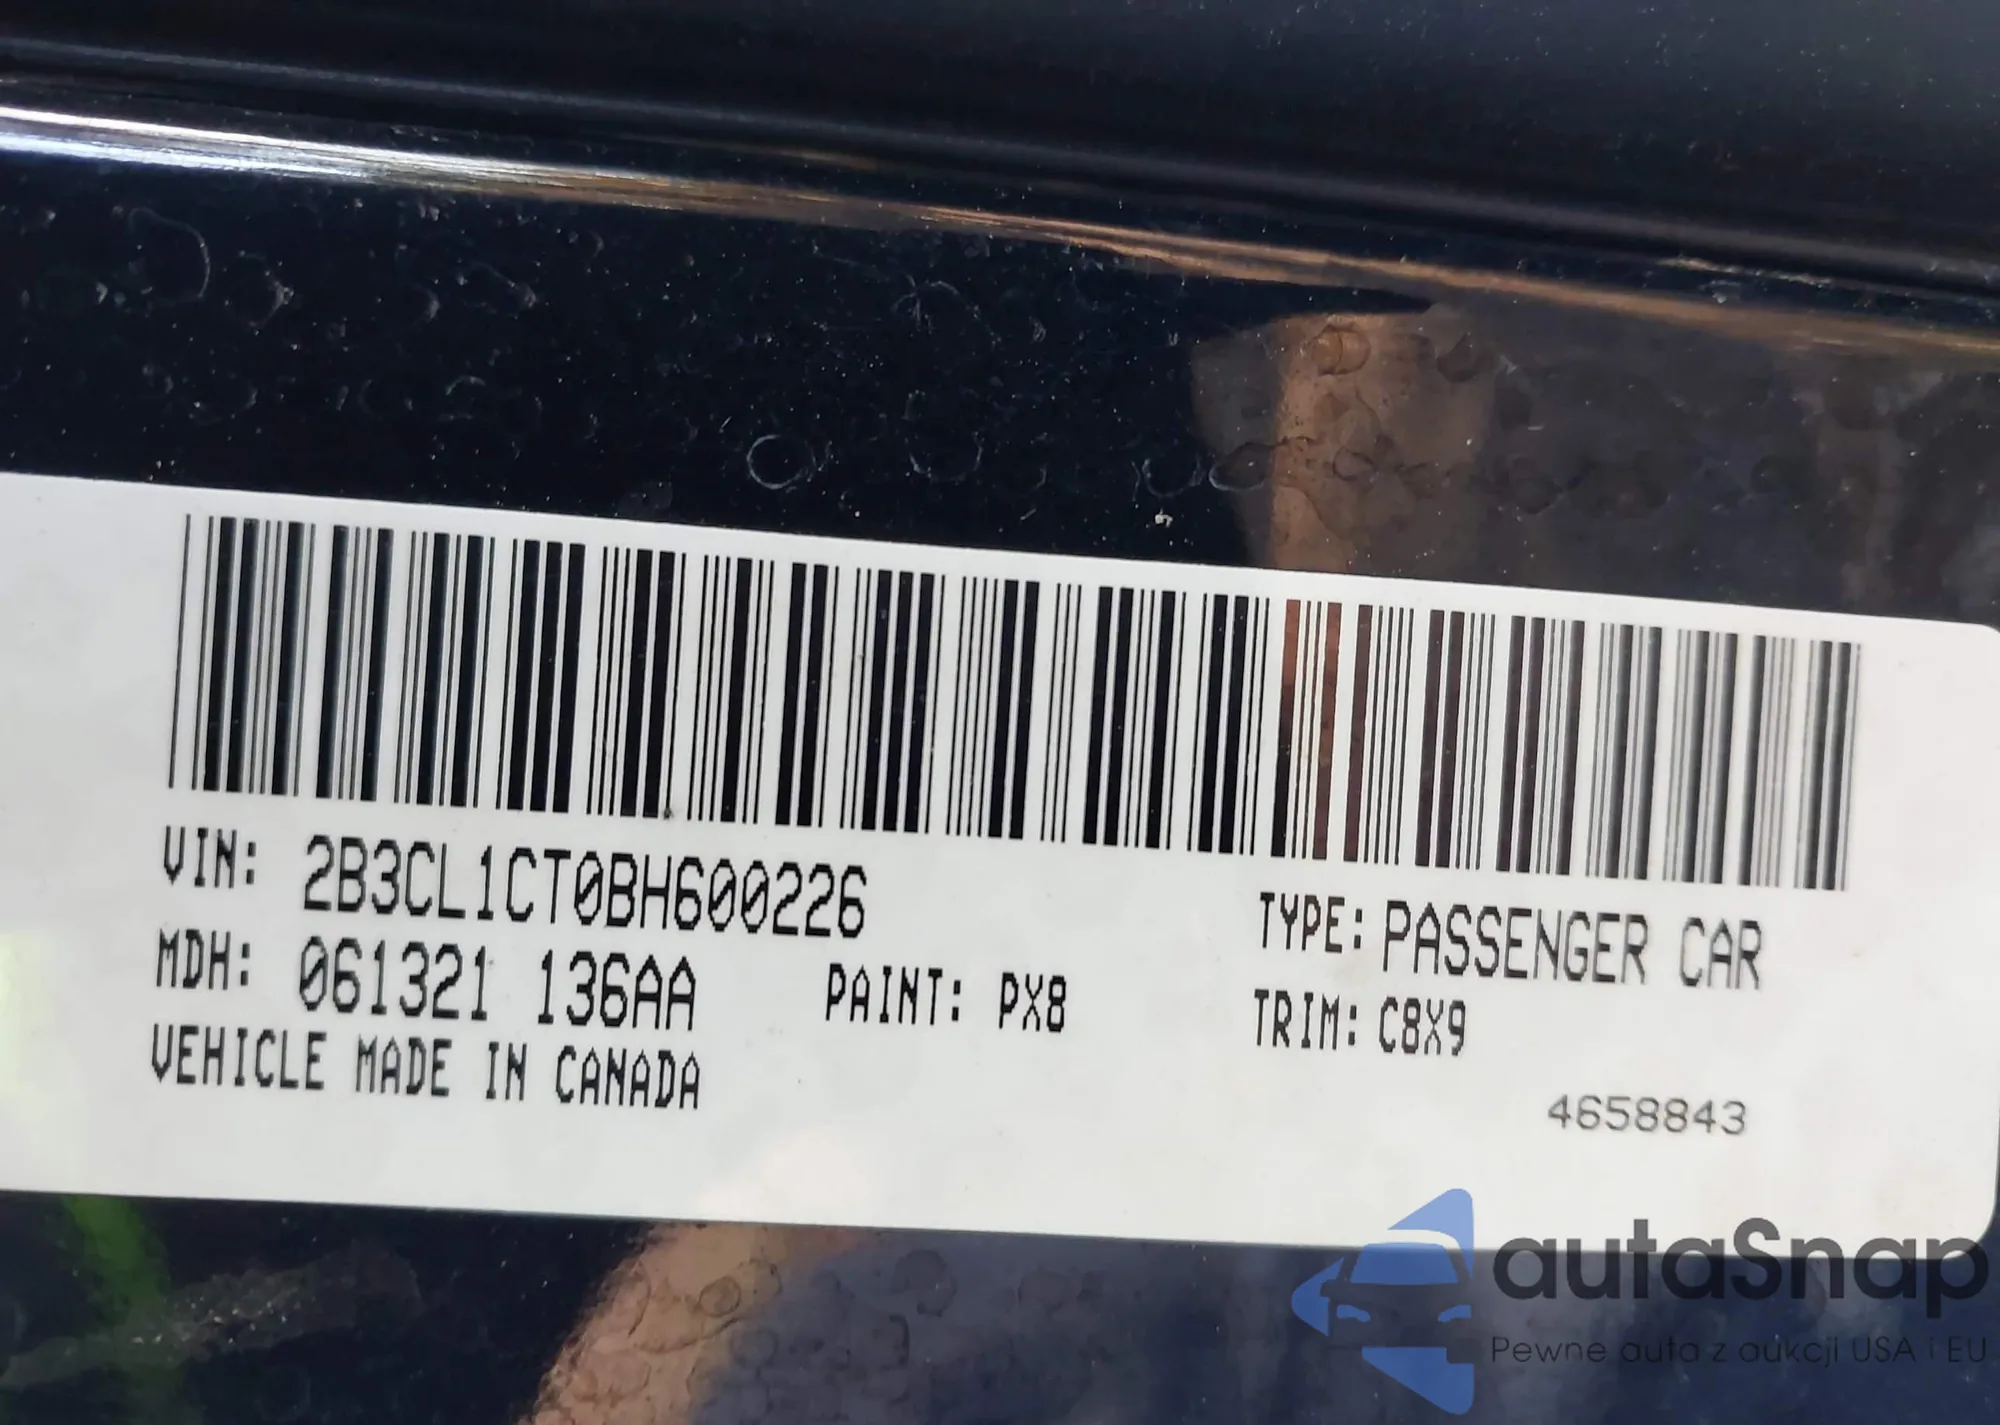 VIN: 2B3CL1CT0BH600226
TYPE: PASSENGER CAR
MDH: 061321 136AA
PAINT: PX8
TRIM: C8X9
VEHICLE MADE IN CANADA
4658843
autaSnap
Pewne auta z aukcji USA i EU